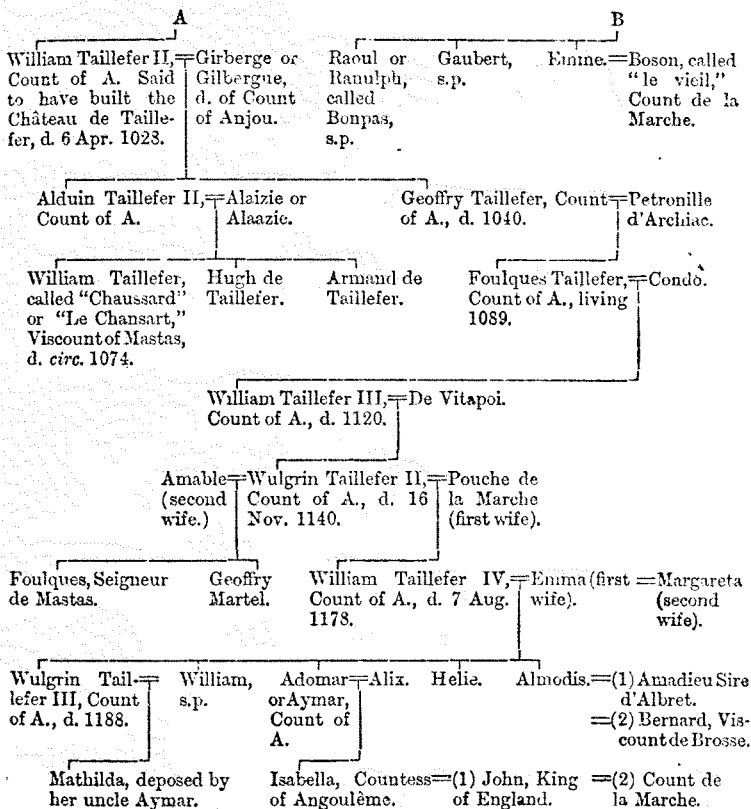 A
B
William Taillefer II,
Count of A. Said
to have built the
Château de Taille-
fer, d. 6 Apr. 1028.
Girberge or
Gilbergue,
d. of Count
of Anjou.
Raoul or
Ranulph,
called
Bonpas,
s.p.
Gaubert,
s.p.
Emine.
Boson, called
"le vieil,"
Count de la
Marche.
Alduin Taillefer II,
Count of A.
Alaizie or
Alaazie.
Geoffry Taillefer, Count
of A., d. 1040.
Petronille
d'Archiac.
William Taillefer,
called "Chaussard"
or "Le Chansart,"
Viscount of Mastas,
d. circ. 1074.
Hugh de
Taillefer.
Armand de
Taillefer.
Foulques Taillefer,
Count of A., living
1089.
Condò.
William Taillefer III,
Count of A., d. 1120.
De Vitapoi.
Amable
(second
wife.)
Wulgrin Taillefer II,
Count of A., d. 16
Nov. 1140.
Pouche de
la Marche
(first wife).
Foulques, Seigneur
de Mastas.
Geoffry
Martel.
William Taillefer IV,
Count of A., d. 7 Aug.
1178.
Emma (first
wife).
Margareta
(second
wife).
Wulgrin Tail-
lefer III, Count
of A., d. 1188.
William,
s.p.
Adomar
or Aymar,
Count of
A.
Alix.
Helie.
Almodis.
(1) Amadieu Sire
d'Albret.
(2) Bernard, Vis-
count de Brosse.
Mathilda, deposed by
her uncle Aymar.
Isabella, Countess
of Angoulême.
(1) John, King
of England.
(2) Count de
la Marche.